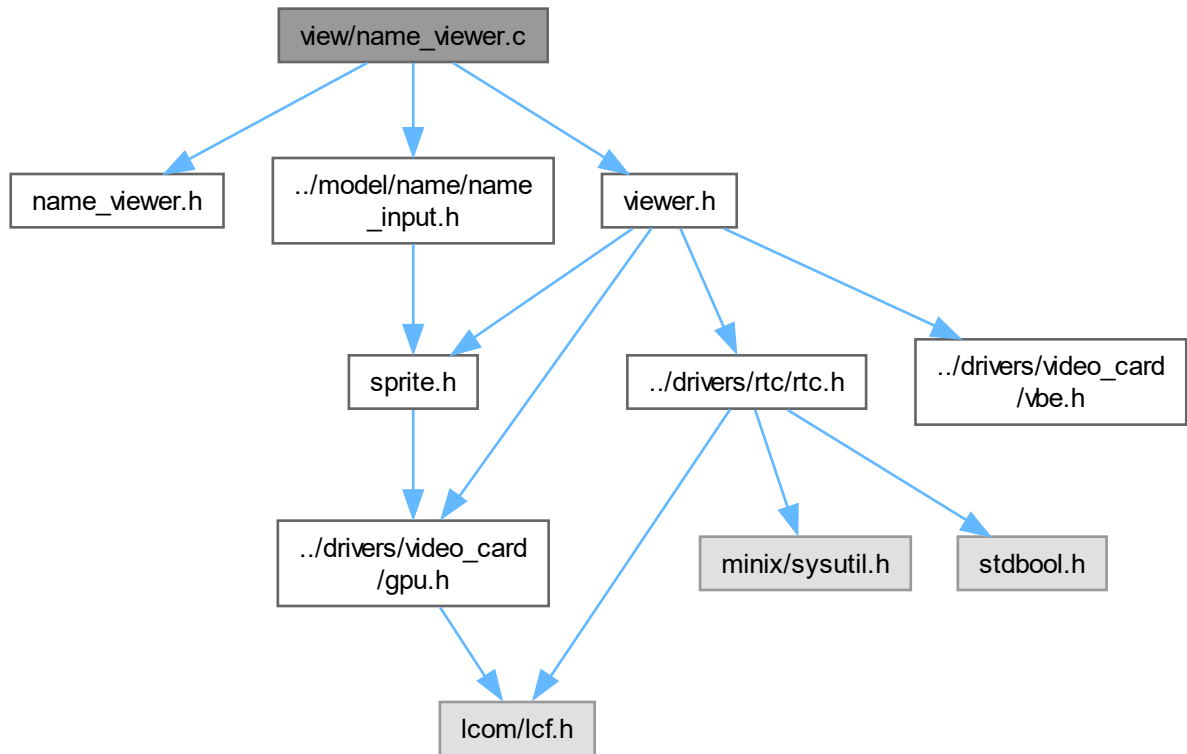 view/name_viewer.c
name_viewer.h
../model/name/name
_input.h
viewer.h
sprite.h
../drivers/rtc/rtc.h
../drivers/video_card
/vbe.h
../drivers/video_card
/gpu.h
minix/sysutil.h
stdbool.h
lcom/lcf.h